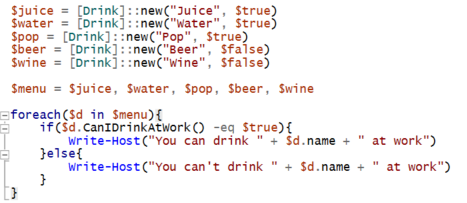 $juice = [Drink]::new("Juice", $true)
$water = [Drink]::new("Water", $true)
$pop = [Drink]::new("Pop", $true)
$beer = [Drink]::new("Beer", $false)
$wine = [Drink]::new("Wine", $false)

$menu = $juice, $water, $pop, $beer, $wine

foreach($d in $menu){
    if($d.CanIDrinkAtWork() -eq $true){
        Write-Host("You can drink " + $d.name + " at work")
    }else{
        Write-Host("You can't drink " + $d.name + " at work")
    }
}